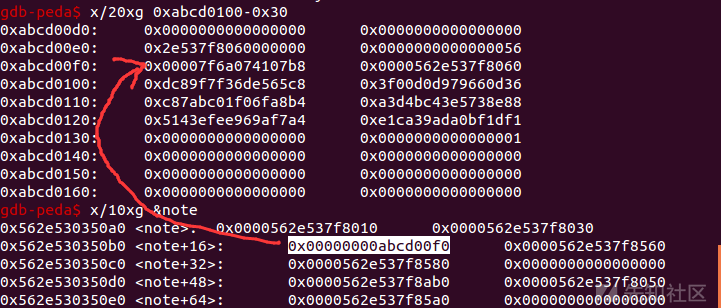 gdb-peda$ x/20xg 0xabcd0100-0x30
0xabcd00d0: 0x0000000000000000 0x0000000000000000
0xabcd00e0: 0x2e537f8060000000 0x0000000000000056
0xabcd00f0: 0x00007f6a074107b8 0x0000562e537f8060
0xabcd0100: 0xdc89f7f36de565c8 0x3f00d0d979660d36
0xabcd0110: 0xc87abc01f06fa8b4 0xa3d4bc43e5738e88
0xabcd0120: 0x5143efee969af7a4 0xe1ca39ada0bf1df1
0xabcd0130: 0x0000000000000000 0x0000000000000001
0xabcd0140: 0x0000000000000000 0x0000000000000000
0xabcd0150: 0x0000000000000000 0x0000000000000000
0xabcd0160: 0x0000000000000000 0x0000000000000000
gdb-peda$ x/10xg &note
0x562e530350a0 <note>: 0x0000562e537f8010 0x0000562e537f8030
0x562e530350b0 <note+16>: 0x00000000abcd00f0 0x0000562e537f8560
0x562e530350c0 <note+32>: 0x0000562e537f8580 0x0000000000000000
0x562e530350d0 <note+48>: 0x0000562e537f8ab0 0x0000562e537f8050
0x562e530350e0 <note+64>: 0x0000562e537f85a0 0x0000000000000000
先知社区